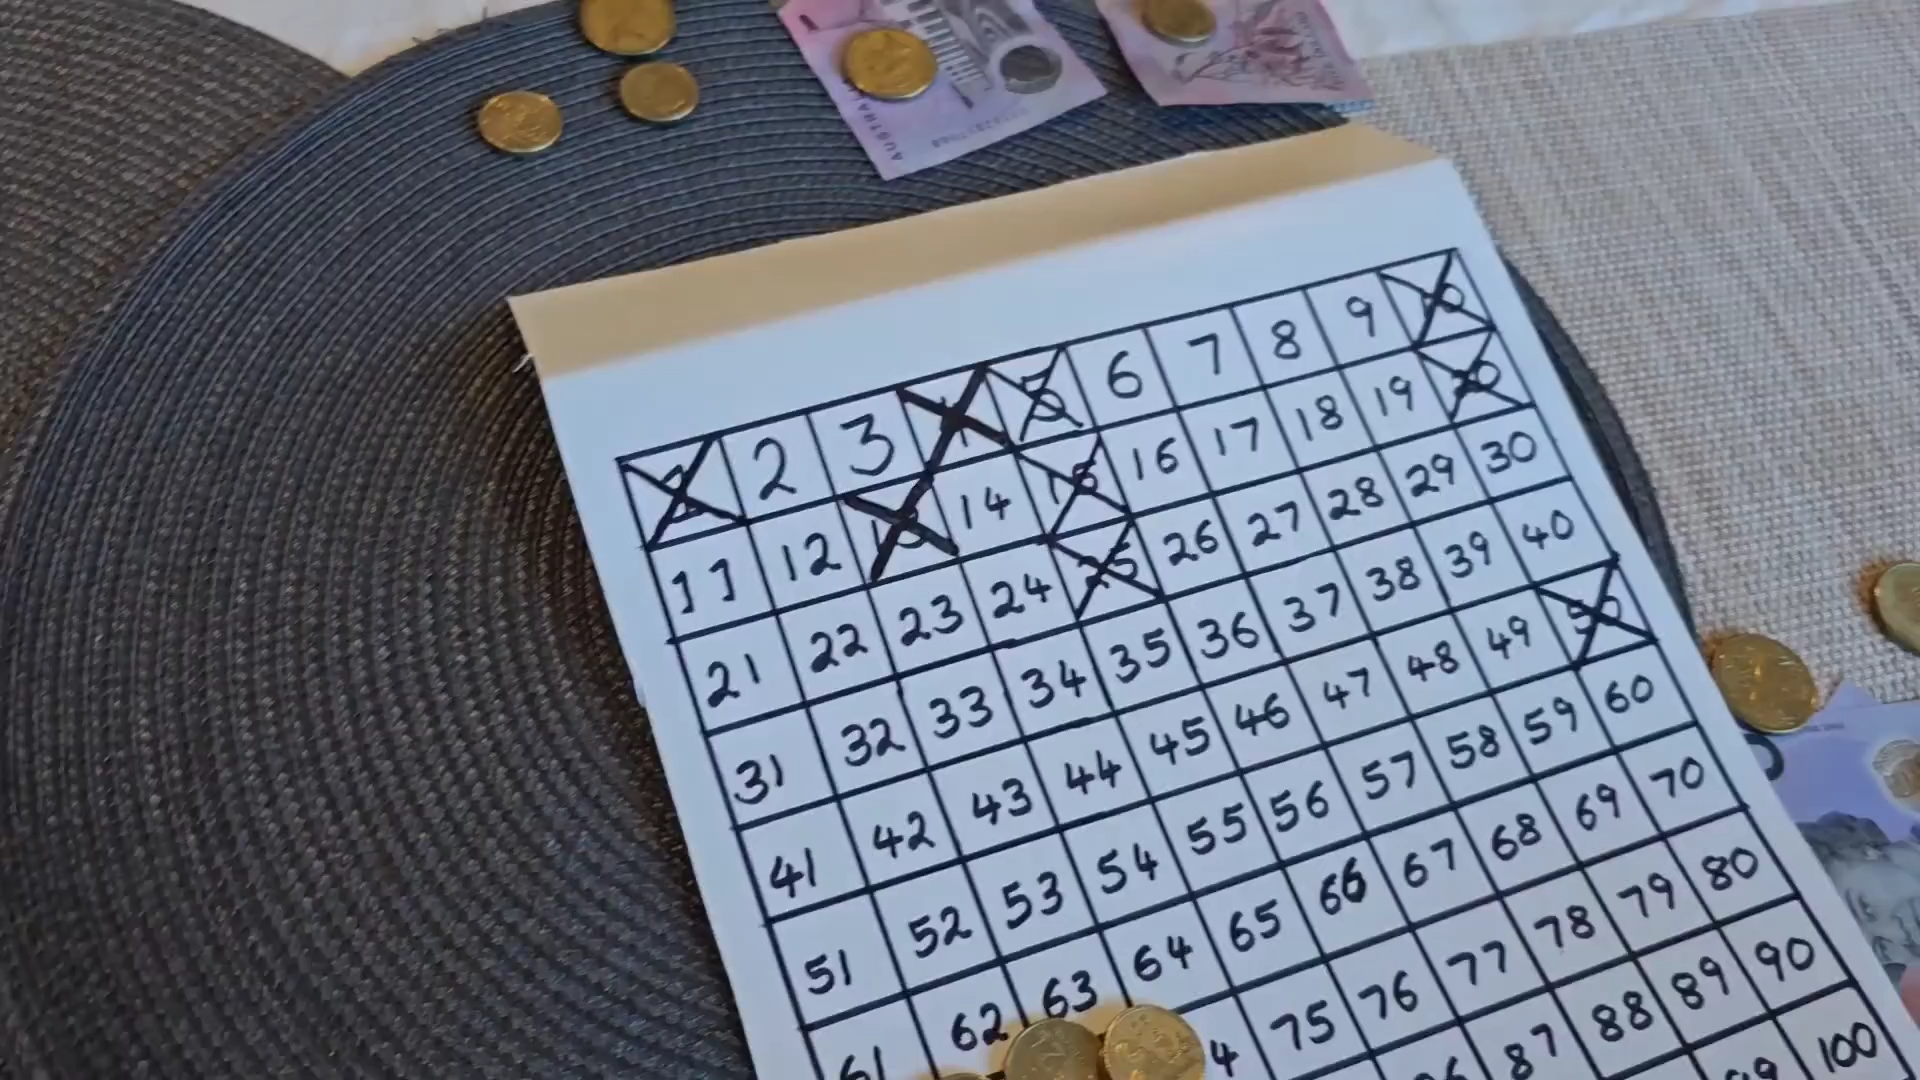 AUSTRALIA
1 2 3 4 5 6 7 8 9 10
11 12 13 14 15 16 17 18 19 20
21 22 23 24 25 26 27 28 29 30
31 32 33 34 35 36 37 38 39 40
41 42 43 44 45 46 47 48 49 50
51 52 53 54 55 56 57 58 59 60
61 62 63 64 65 66 67 68 69 70
75 76 77 78 79 80
87 88 89 90
100